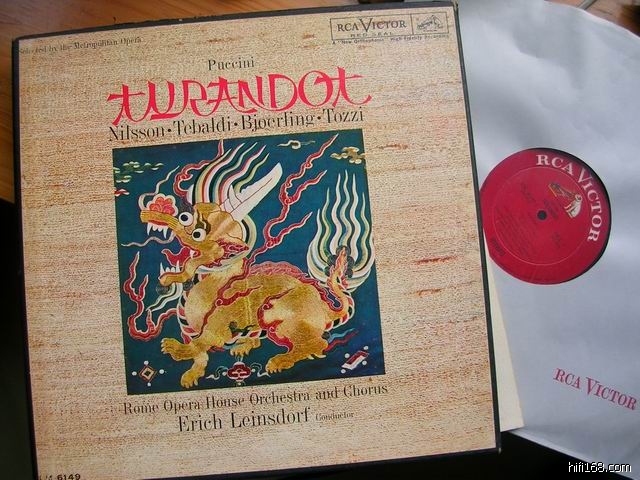 Selected by the Metropolitan Opera
RCA VICTOR
RED SEAL
A "New Orthophonic" High Fidelity Recording
Puccini
TURANDOT
Nilsson • Tebaldi • Bjoerling • Tozzi
Rome Opera House Orchestra and Chorus
Erich Leinsdorf Conductor
6149
RCA VICTOR
RCA VICTOR
hifi168.com